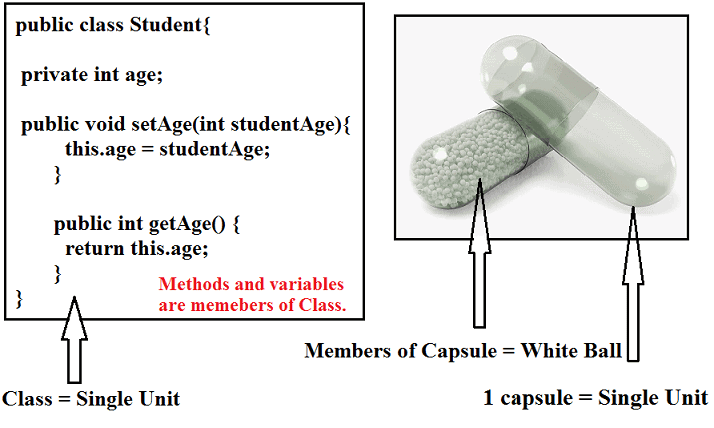 public class Student{
private int age;
public void setAge(int studentAge){
this.age = studentAge;
}
public int getAge() {
return this.age;
}
Methods and variables
are memebers of Class.
}
Class = Single Unit
Members of Capsule = White Ball
1 capsule = Single Unit